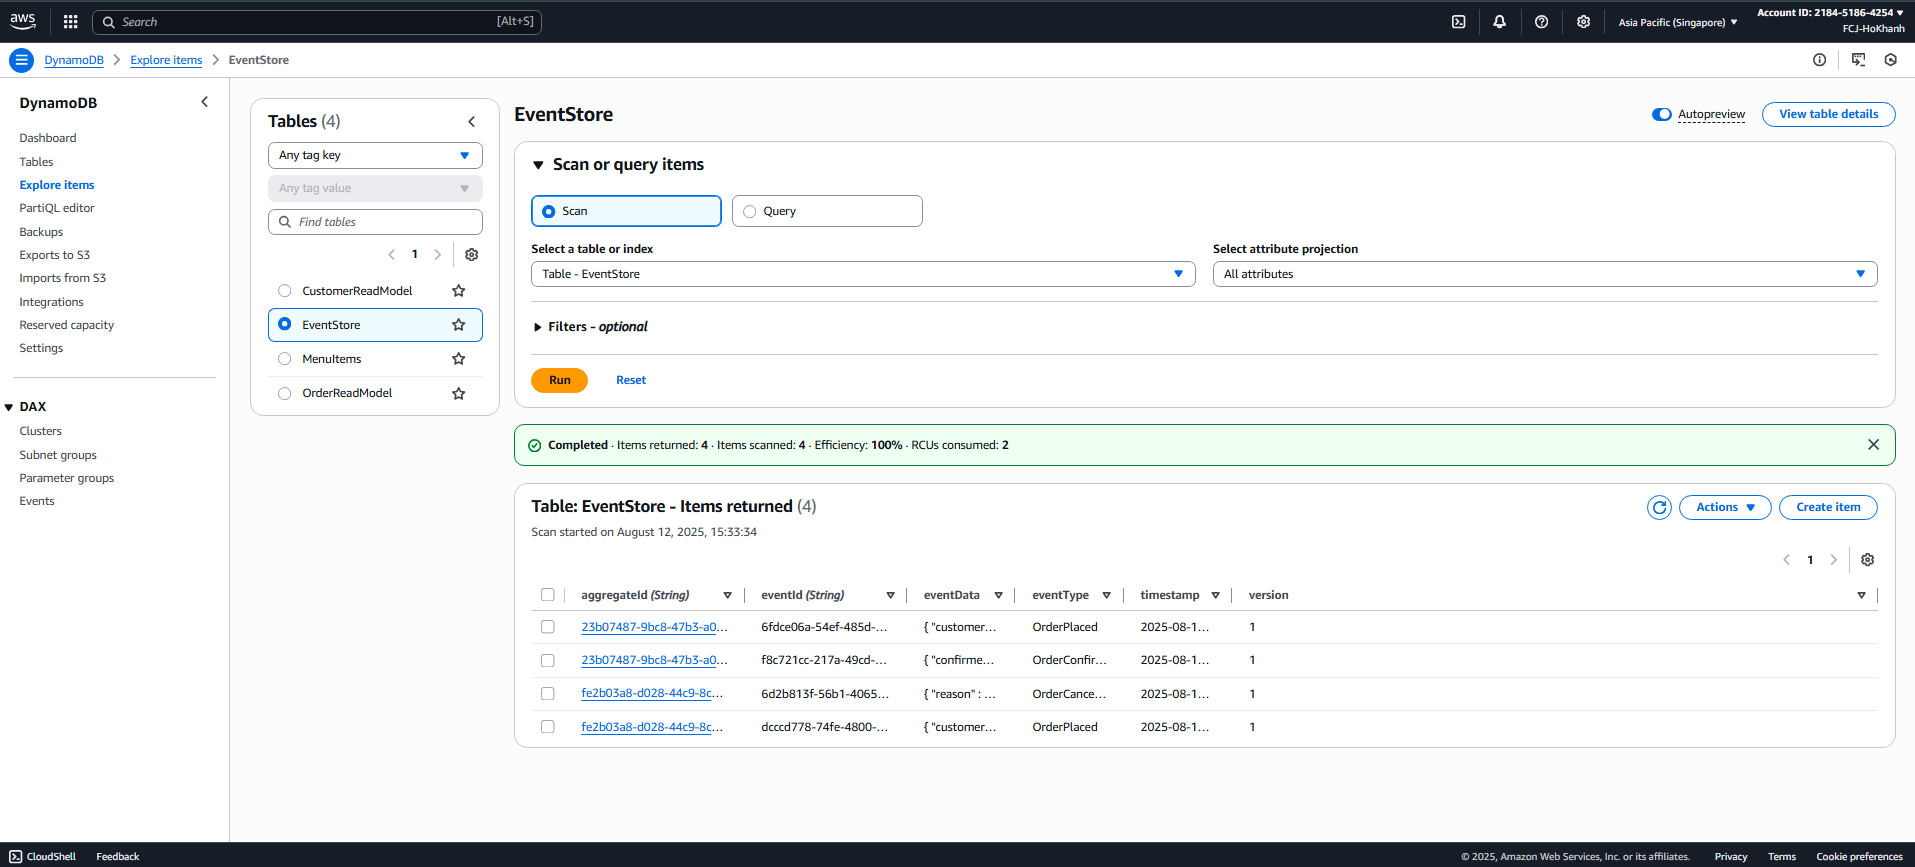 aws
Search [Alt+S]
Asia Pacific (Singapore)
Account ID: 2184-5186-4254
FCJ-HoKhanh
DynamoDB > Explore items > EventStore
DynamoDB
Dashboard
Tables
Explore items
PartiQL editor
Backups
Exports to S3
Imports from S3
Integrations
Reserved capacity
Settings
DAX
Clusters
Subnet groups
Parameter groups
Events
Tables (4)
Any tag key
Any tag value
Find tables
1
CustomerReadModel
EventStore
MenuItems
OrderReadModel
EventStore
Autopreview
View table details
Scan or query items
Scan
Query
Select a table or index
Table - EventStore
Select attribute projection
All attributes
Filters - optional
Run
Reset
Completed · Items returned: 4 · Items scanned: 4 · Efficiency: 100% · RCUs consumed: 2
Table: EventStore - Items returned (4)
Scan started on August 12, 2025, 15:33:34
Actions
Create item
1
aggregateId (String) eventId (String) eventData eventType timestamp version
23b07487-9bc8-47b3-a0... 6fdce06a-54ef-485d-... { "customer... OrderPlaced 2025-08-1... 1
23b07487-9bc8-47b3-a0... f8c721cc-217a-49cd-... { "confirme... OrderConfir... 2025-08-1... 1
fe2b03a8-d028-44c9-8c... 6d2b813f-56b1-4065... { "reason" : ... OrderCance... 2025-08-1... 1
fe2b03a8-d028-44c9-8c... dcccd778-74fe-4800-... { "customer... OrderPlaced 2025-08-1... 1
CloudShell
Feedback
© 2025, Amazon Web Services, Inc. or its affiliates.
Privacy
Terms
Cookie preferences